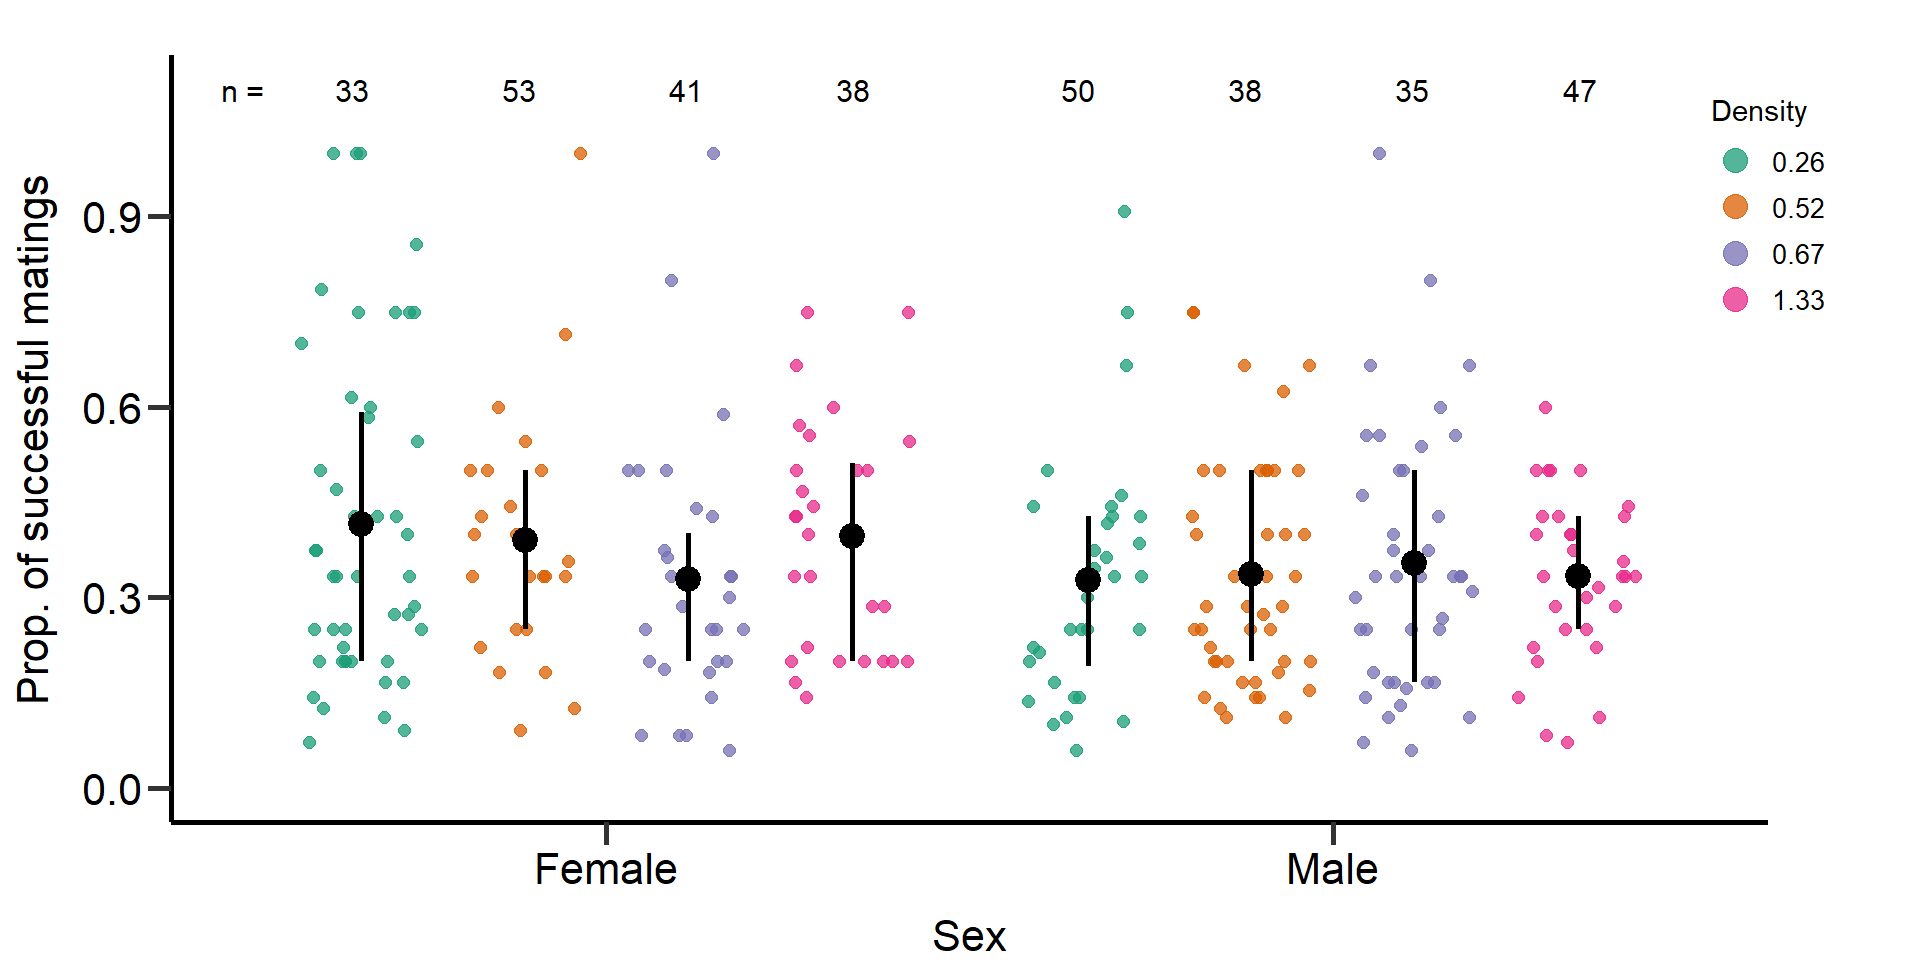 n = 33 53 41 38 50 38 35 47
Density
0.26
0.52
0.67
1.33
Prop. of successful matings
0.9
0.6
0.3
0.0
Female Male
Sex